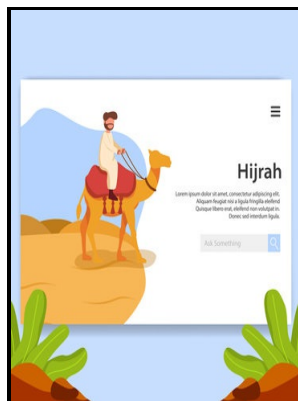 Hijrah
Lorem ipsum dolor sit amet, consectetur adipiscing elit.
Aliquam feugiat nisi a ligula fringilla eleifend
Quisque libero erat, eleifend non volutpat in.
Donec sed interdum ligula.
Ask Something